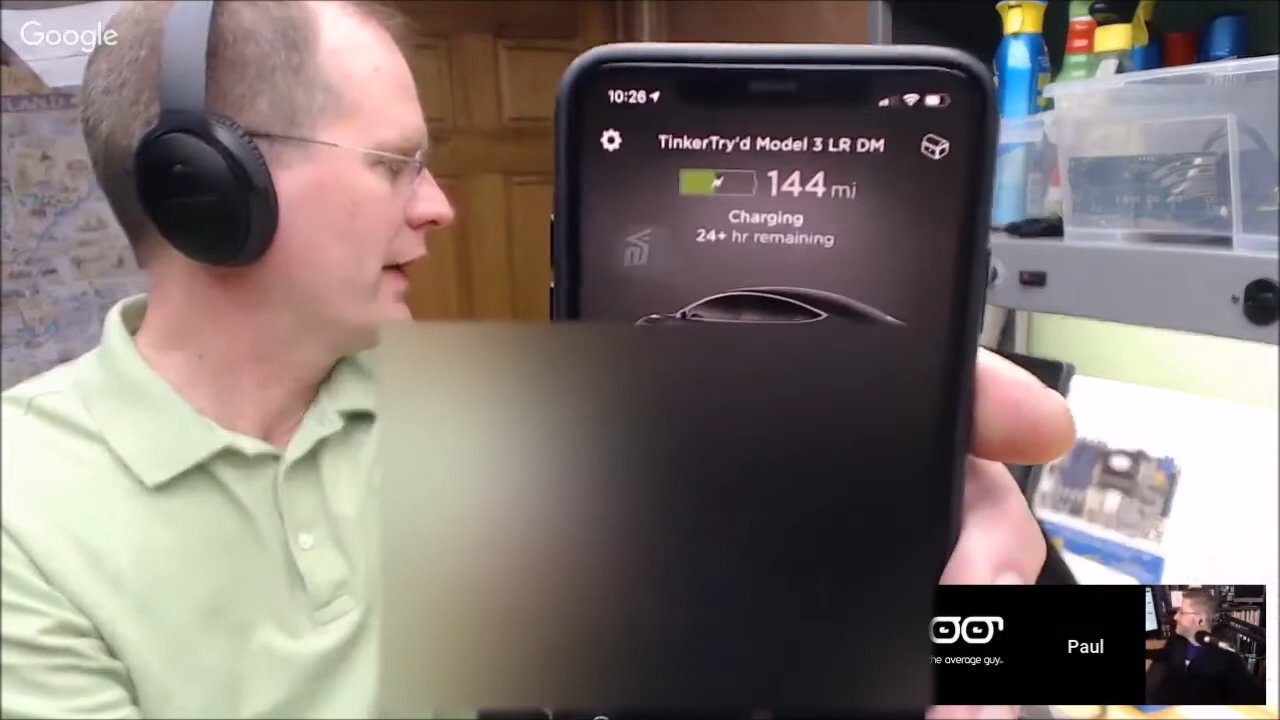 Google
10:26
TinkerTry'd Model 3 LR DM
144 mi
Charging
24+ hr remaining
the average guy
Paul